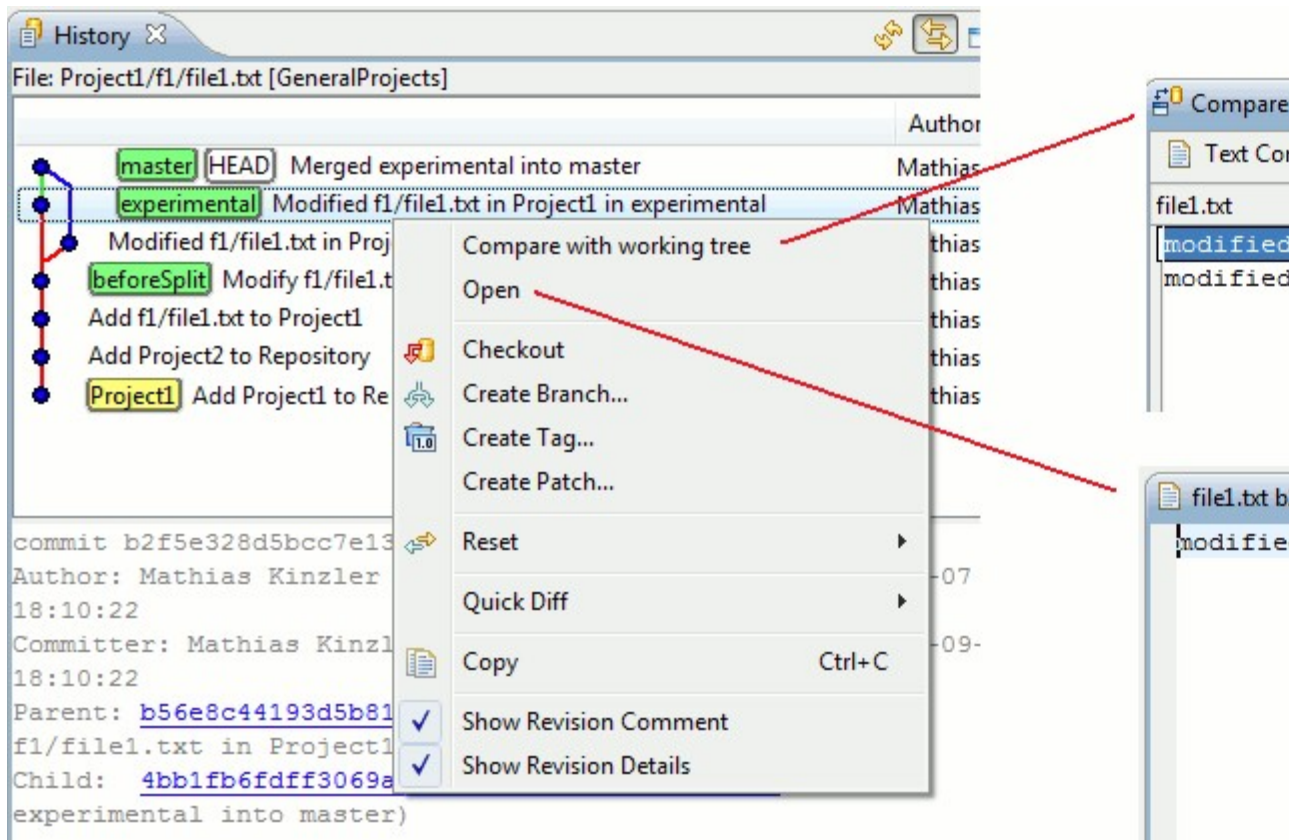 History
File: Project1/f1/file1.txt [GeneralProjects]
Author
master HEAD Merged experimental into master Mathias
experimental Modified f1/file1.txt in Project1 in experimental Mathias
Modified f1/file1.txt in Proj thias
beforeSplit Modify f1/file1.t thias
Add f1/file1.txt to Project1 thias
Add Project2 to Repository thias
Project1 Add Project1 to Re thias
Compare with working tree
Open
Checkout
Create Branch...
1.0 Create Tag...
Create Patch...
Reset
Quick Diff
Copy Ctrl+C
Show Revision Comment
Show Revision Details
commit b2f5e328d5bcc7e13
Author: Mathias Kinzler -07
18:10:22
Committer: Mathias Kinzl -09-
18:10:22
Parent: b56e8c44193d5b81
f1/file1.txt in Project1
Child: 4bb1fb6fdff3069a
experimental into master)
Compare
Text Cor
file1.txt
modified
modified
file1.txt b
modifie